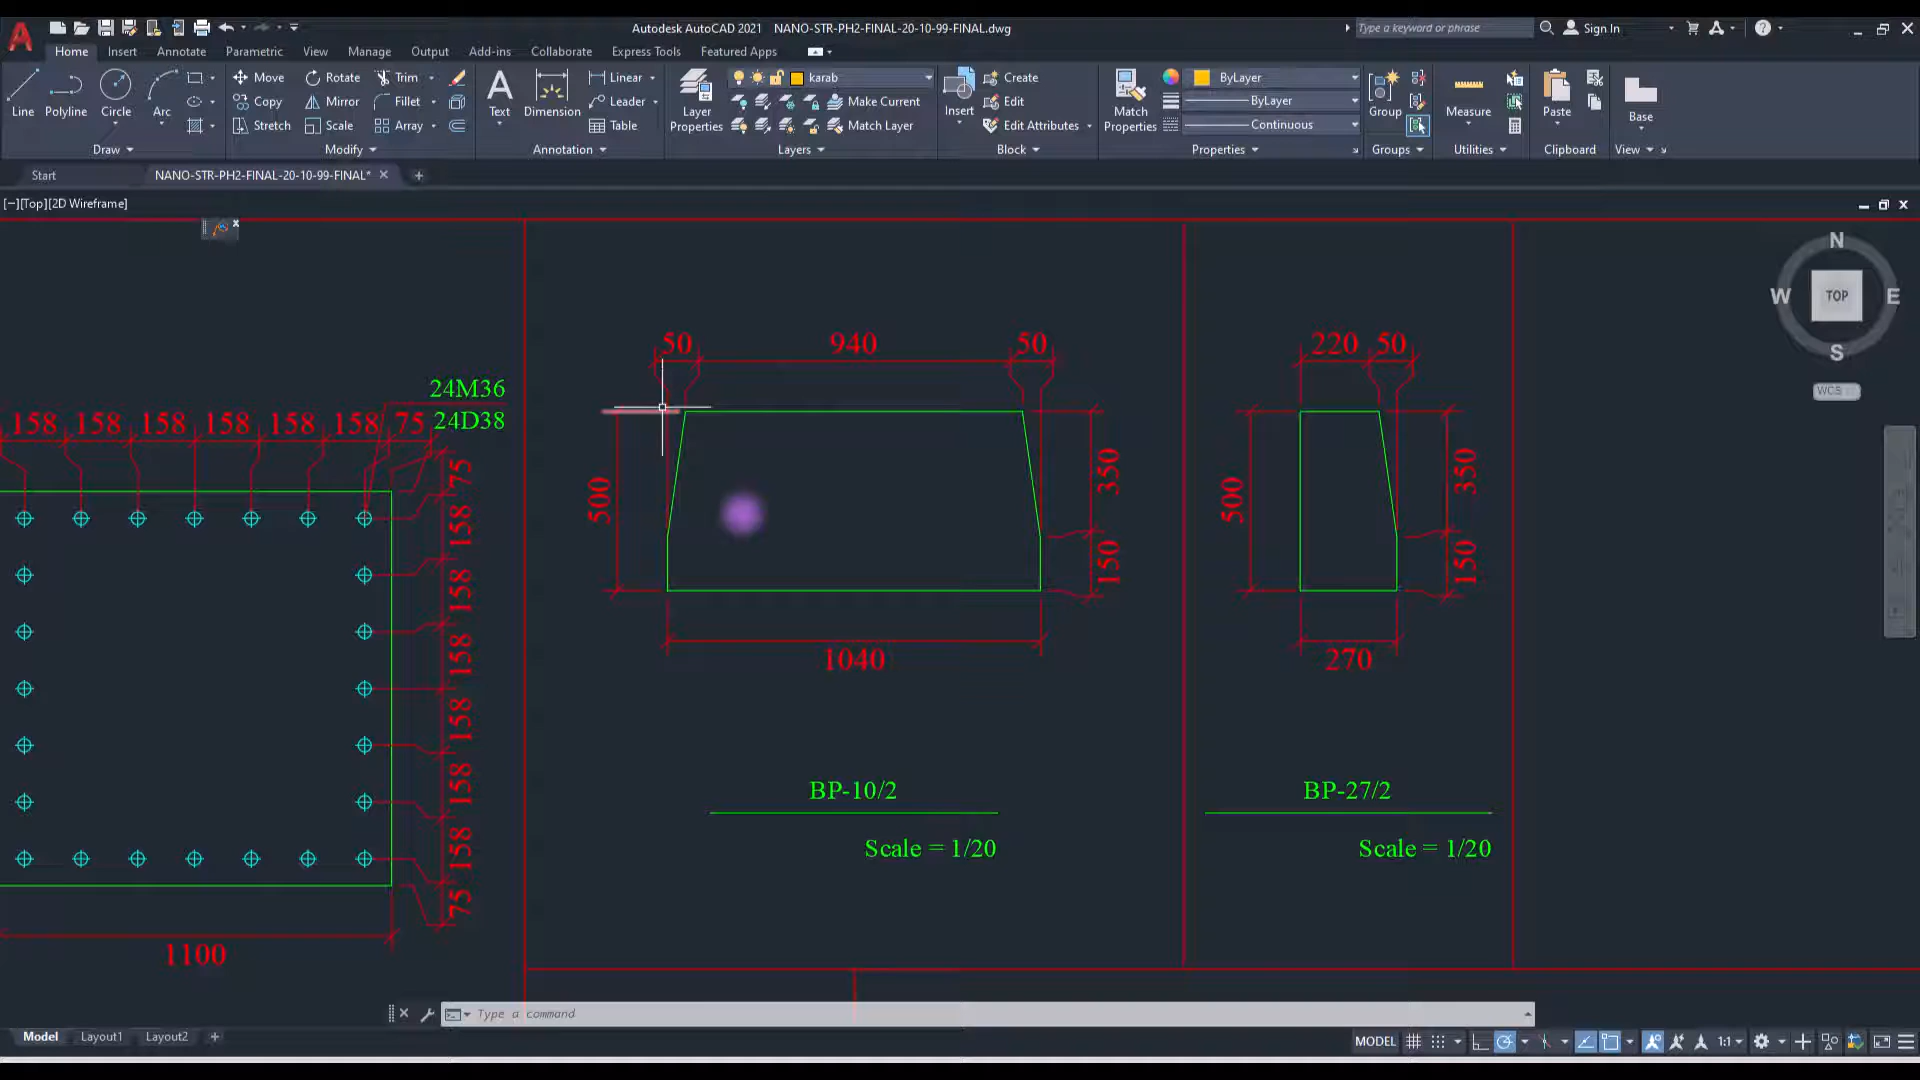 Autodesk AutoCAD 2021 NANO-STR-PH2-FINAL-20-10-99-FINAL.dwg
Type a keyword or phrase
Sign In
Home Insert Annotate Parametric View Manage Output Add-ins Collaborate Express Tools Featured Apps
Line Polyline Circle Arc
Move Rotate Trim
Copy Mirror Fillet
Stretch Scale Array
Text Dimension
Linear
Leader
Table
Layer Properties
karab
Make Current
Match Layer
Insert
Create
Edit
Edit Attributes
Match Properties
ByLayer
ByLayer
Continuous
Group
Measure
Paste
Base
Draw Modify Annotation Layers Block Properties Groups Utilities Clipboard View
Start NANO-STR-PH2-FINAL-20-10-99-FINAL*
[−][Top][2D Wireframe]
N
W TOP E
S
WCS
24M36
24D38
158 158 158 158 158 158 75
75
158
158
158
158
158
158
75
1100
50 940 50
500
350
150
1040
BP-10/2
Scale = 1/20
220 50
500
350
150
270
BP-27/2
Scale = 1/20
Type a command
Model Layout1 Layout2
MODEL
1:1